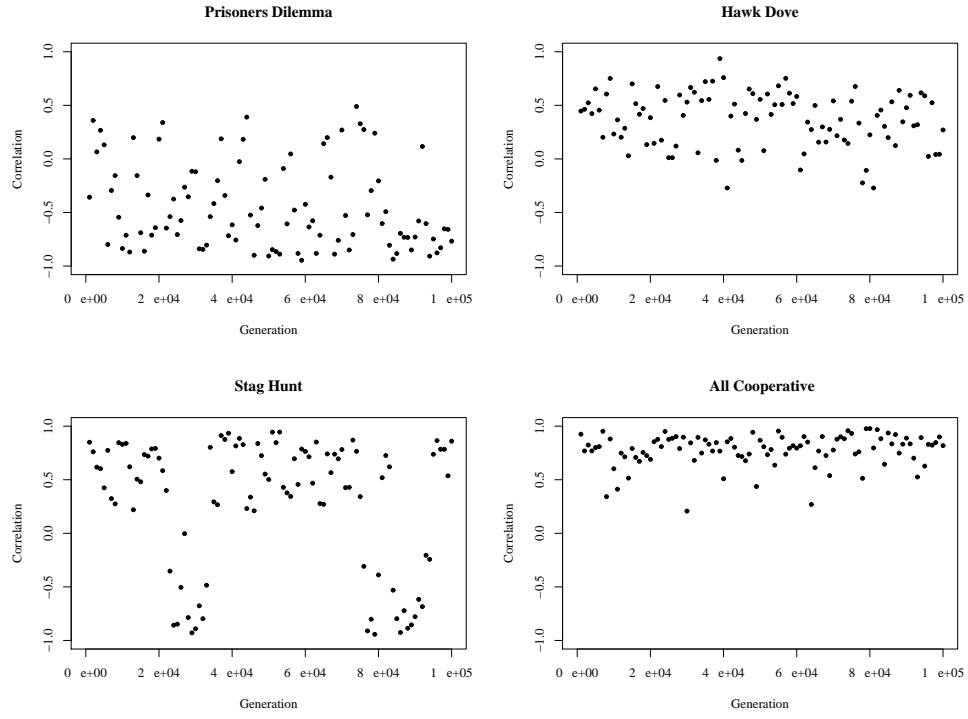 Prisoners Dilemma
1.0
0.5
0.0
−0.5
−1.0
Correlation
0 e+00 2 e+04 4 e+04 6 e+04 8 e+04 1 e+05
Generation
Hawk Dove
1.0
0.5
0.0
−0.5
−1.0
Correlation
0 e+00 2 e+04 4 e+04 6 e+04 8 e+04 1 e+05
Generation
Stag Hunt
1.0
0.5
0.0
−0.5
−1.0
Correlation
0 e+00 2 e+04 4 e+04 6 e+04 8 e+04 1 e+05
Generation
All Cooperative
1.0
0.5
0.0
−0.5
−1.0
Correlation
0 e+00 2 e+04 4 e+04 6 e+04 8 e+04 1 e+05
Generation